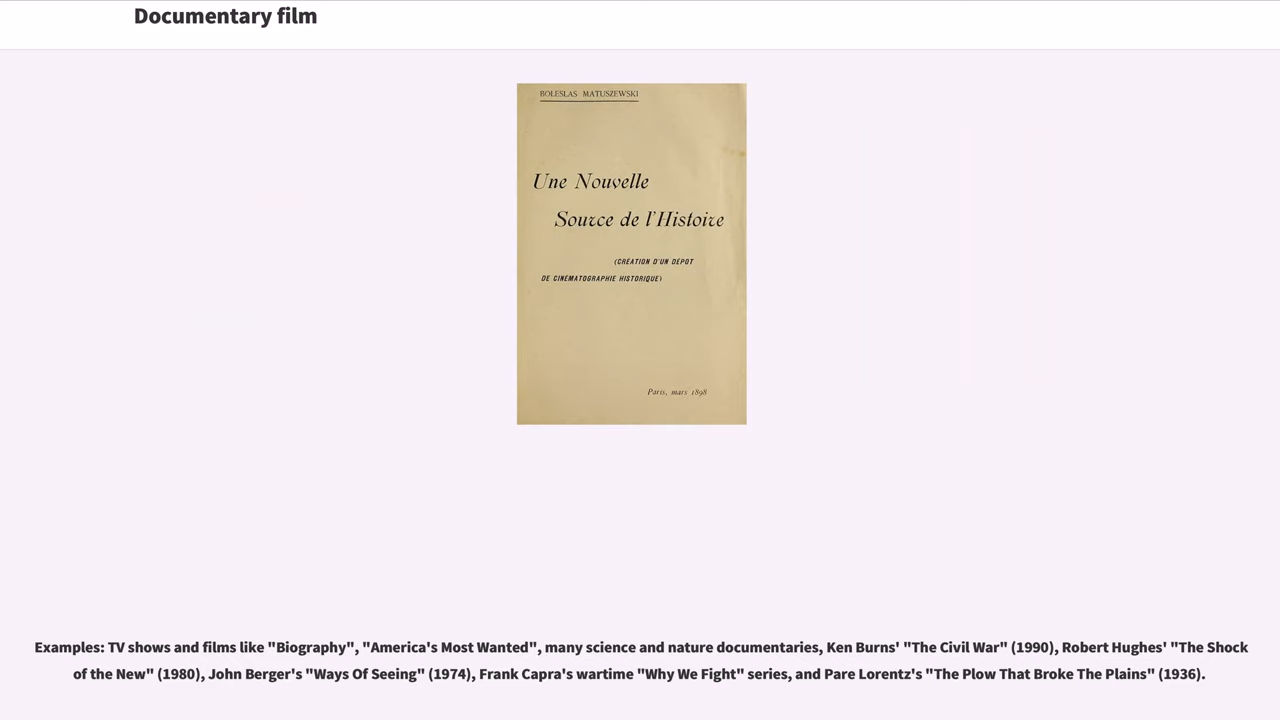 Documentary film
BOLESLAS MATUSZEWSKI
Une Nouvelle
Source de l'Histoire
(CREATION D'UN DEPOT
DE CINEMATOGRAPHIE HISTORIQUE)
Paris, mars 1898
Examples: TV shows and films like "Biography", "America's Most Wanted", many science and nature documentaries, Ken Burns' "The Civil War" (1990), Robert Hughes' "The Shock
of the New" (1980), John Berger's "Ways Of Seeing" (1974), Frank Capra's wartime "Why We Fight" series, and Pare Lorentz's "The Plow That Broke The Plains" (1936).